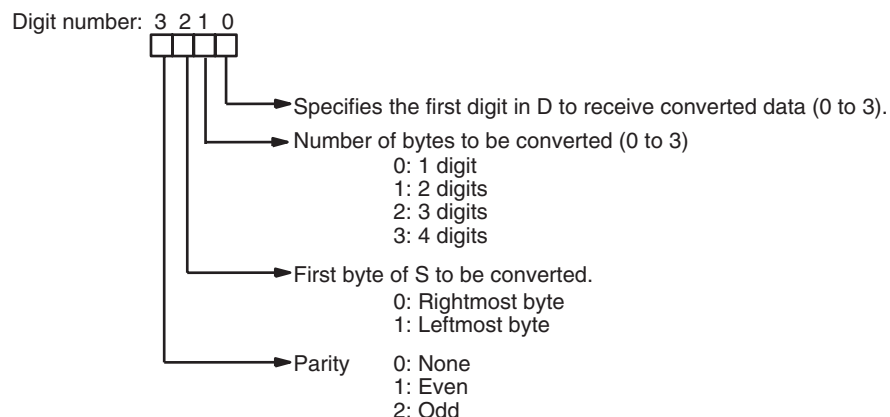 Digit number: 3 2 1 0
Specifies the first digit in D to receive converted data (0 to 3).
Number of bytes to be converted (0 to 3)
0: 1 digit
1: 2 digits
2: 3 digits
3: 4 digits
First byte of S to be converted.
0: Rightmost byte
1: Leftmost byte
Parity 0: None
1: Even
2: Odd